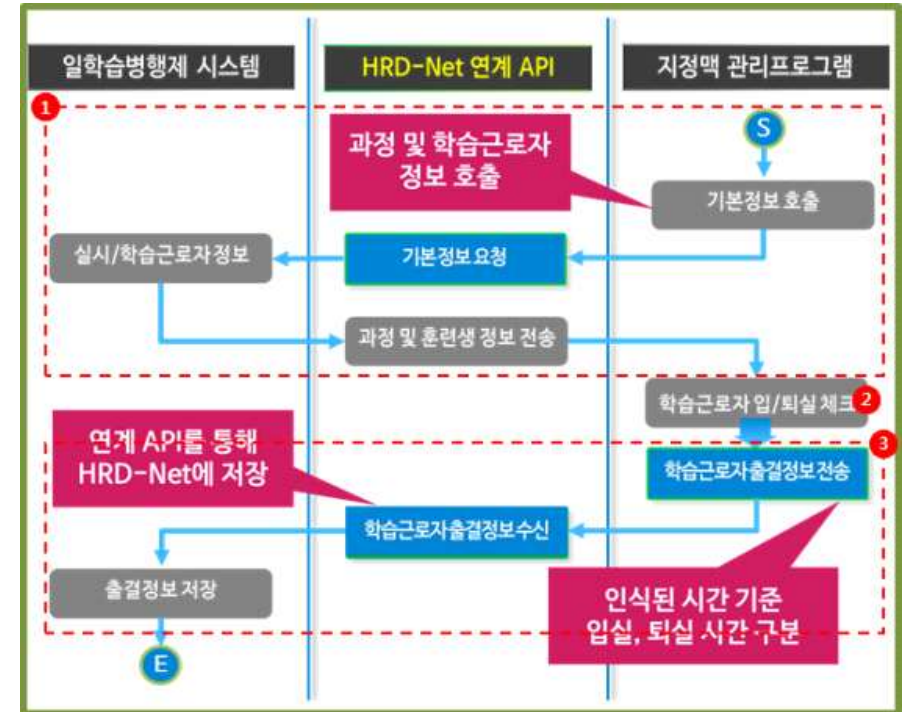 일학습병행제 시스템
HRD-Net 연계 API
지정맥 관리프로그램
1
S
과정 및 학습근로자
정보 호출
기본정보 호출
실시/학습근로자 정보
기본정보 요청
과정 및 훈련생 정보 전송
학습근로자 입/퇴실 체크
2
3
연계 API를 통해
HRD-Net에 저장
학습근로자 출결정보 전송
학습근로자 출결정보 수신
출결정보 저장
인식된 시간 기준
입실, 퇴실 시간 구분
E